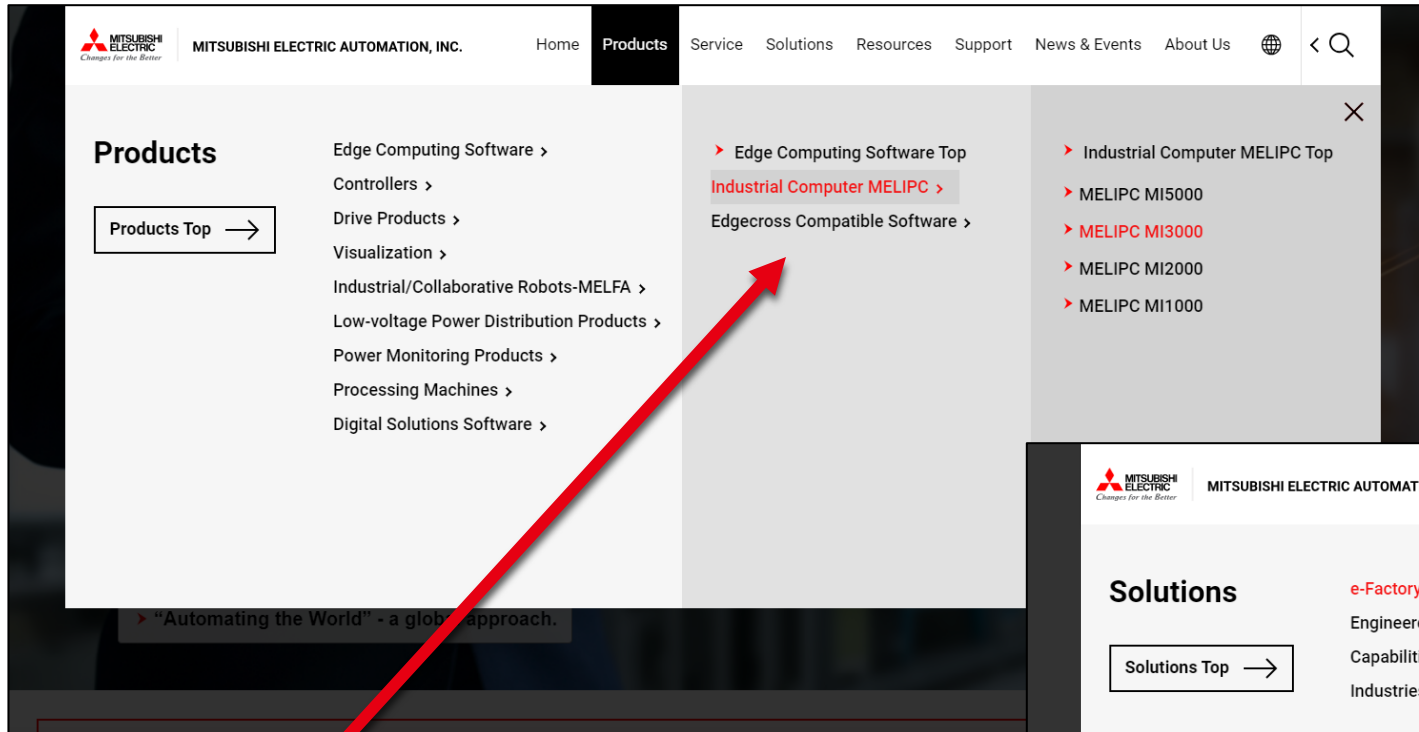 MITSUBISHI ELECTRIC
Changes for the Better
MITSUBISHI ELECTRIC AUTOMATION, INC.
Home
Products
Service
Solutions
Resources
Support
News & Events
About Us
Products
Products Top
Edge Computing Software
Controllers
Drive Products
Visualization
Industrial/Collaborative Robots-MELFA
Low-voltage Power Distribution Products
Power Monitoring Products
Processing Machines
Digital Solutions Software
Edge Computing Software Top
Industrial Computer MELIPC
Edgecross Compatible Software
Industrial Computer MELIPC Top
MELIPC MI5000
MELIPC MI3000
MELIPC MI2000
MELIPC MI1000
"Automating the World" - a global approach.
MITSUBISHI ELECTRIC
Changes for the Better
MITSUBISHI ELECTRIC AUTOMAT
Solutions
Solutions Top
e-Factory
Engineere
Capabiliti
Industries